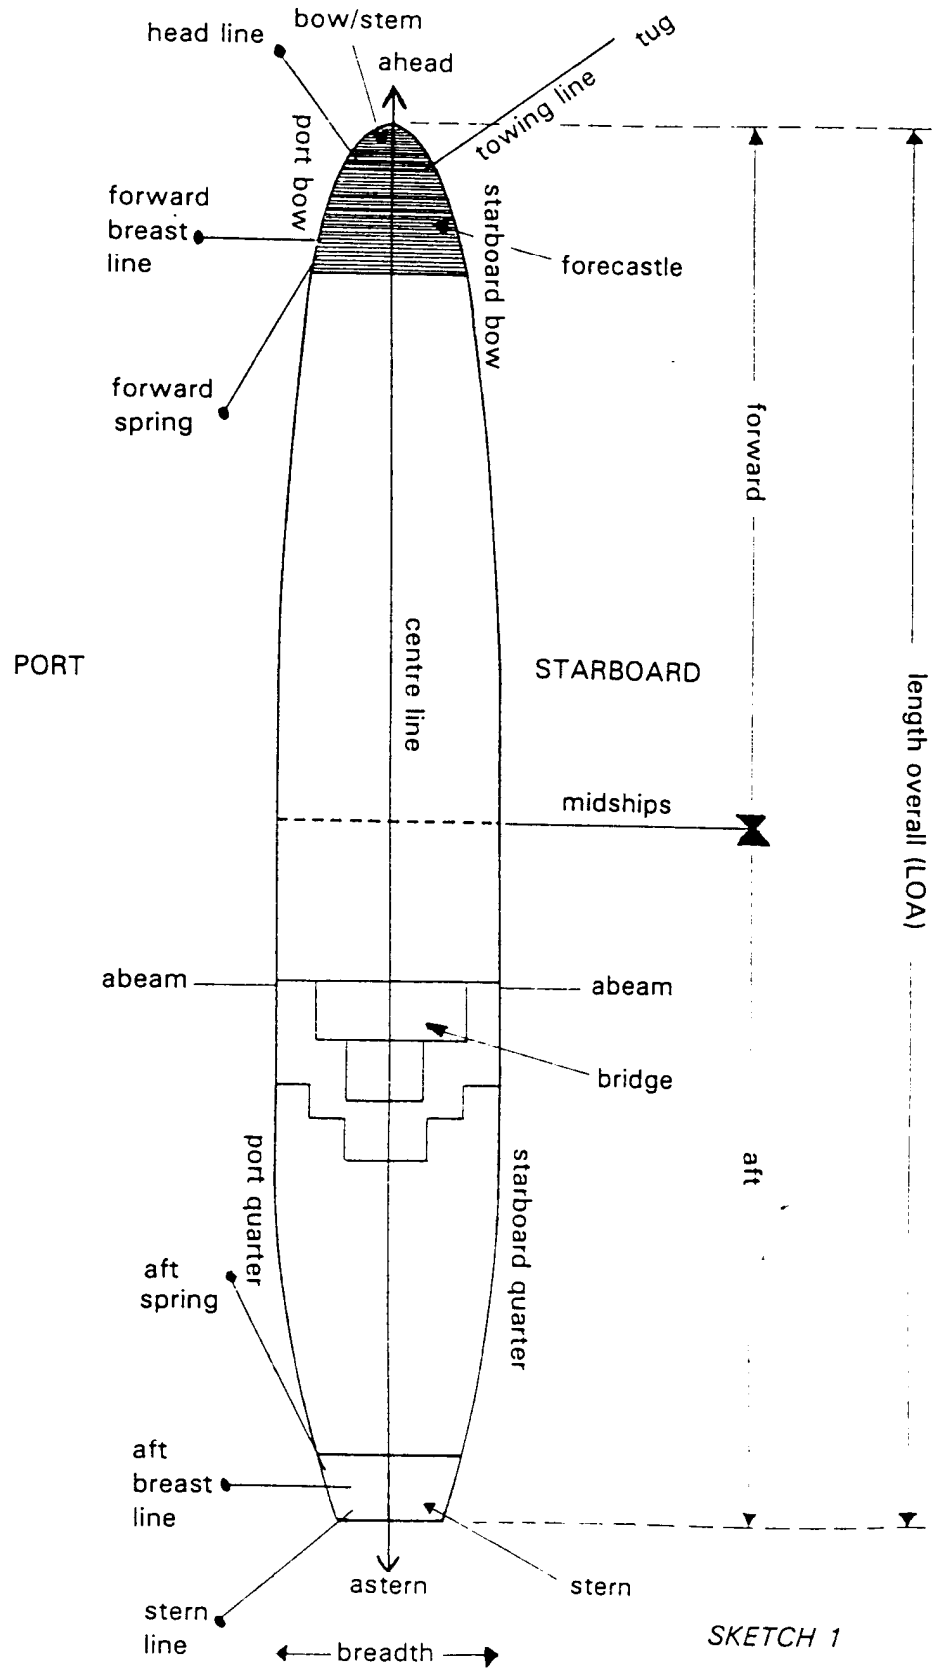 bow/stem
head line
ahead
tug
towing line
port bow
starboard bow
forward
breast
line
forecastle
forward
spring
forward
centre line
PORT
STARBOARD
length overall (LOA)
midships
abeam
abeam
bridge
port quarter
starboard quarter
aft
aft
spring
aft
breast
line
astern
stern
stern
line
breadth
SKETCH 1